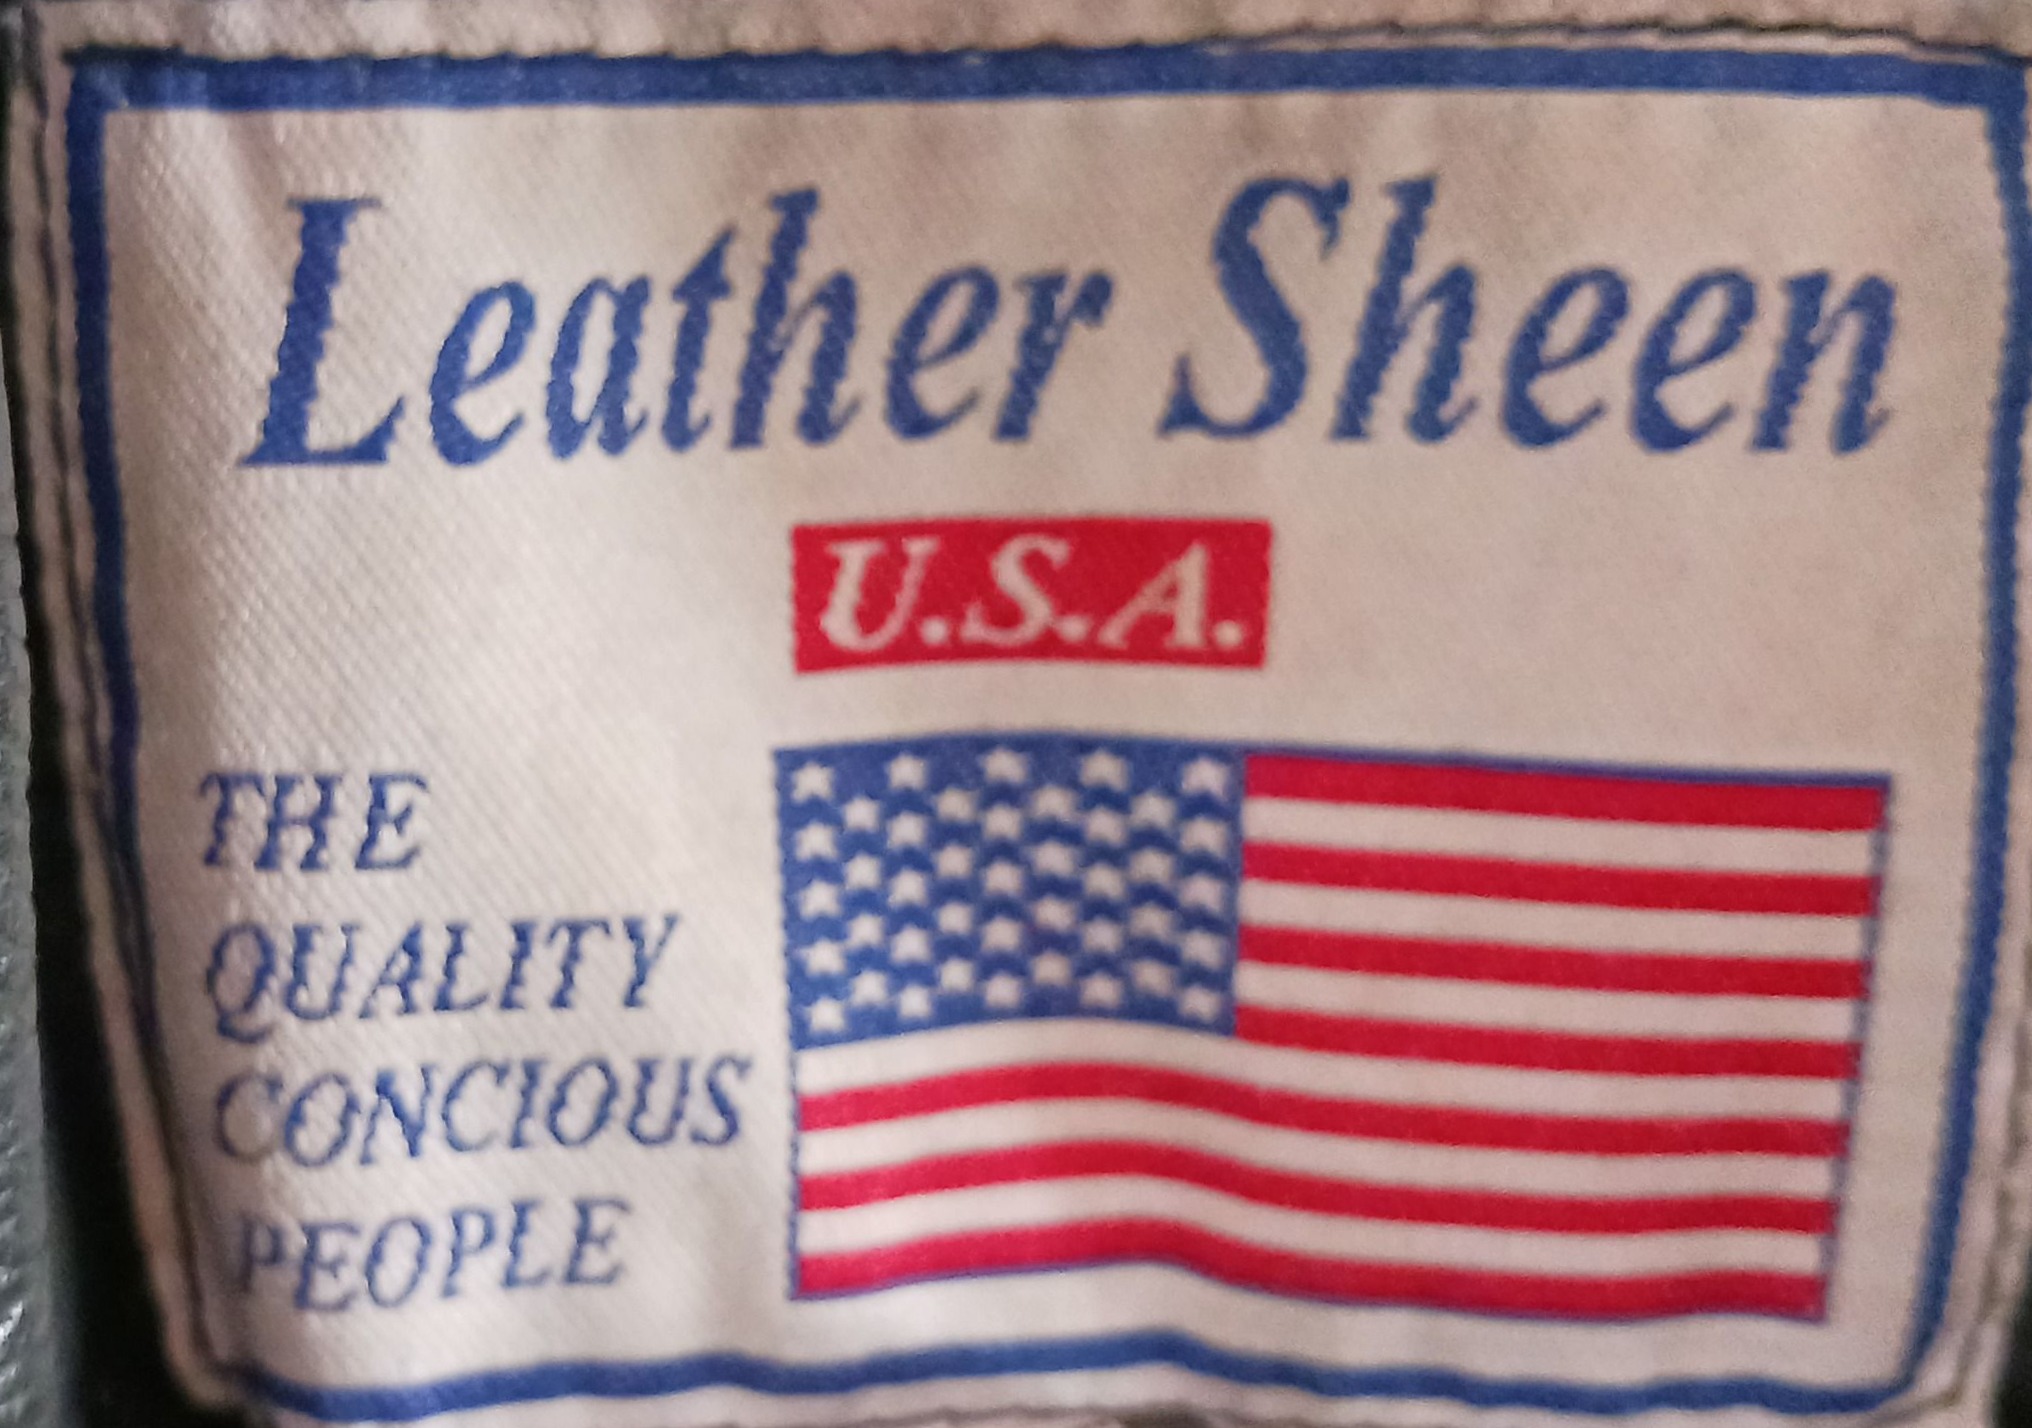 Leather Sheen
U.S.A.
THE
QUALITY
CONCIOUS
PEOPLE